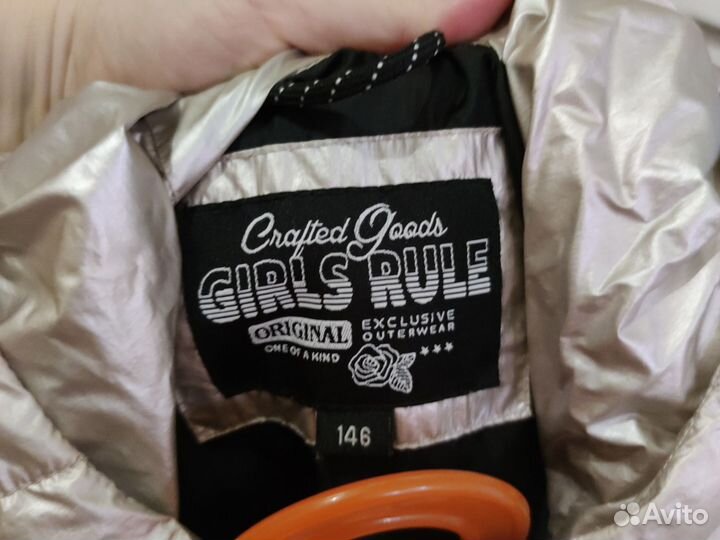 Crafted Goods
GIRLS RULE
ORIGINAL
ONE OF A KIND
EXCLUSIVE
OUTERWEAR
146
Avito